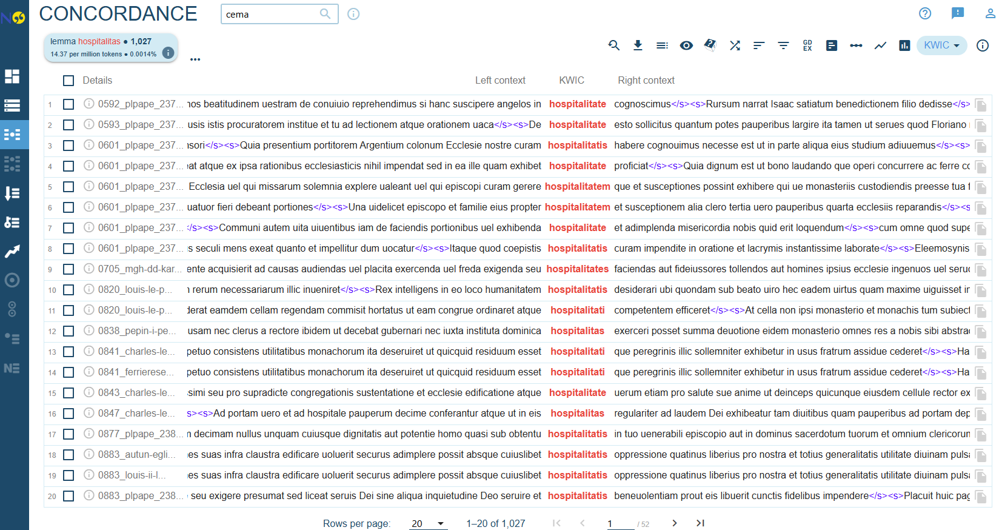 CONCORDANCE cema
lemma hospitalitas ● 1,027
14.37 per million tokens ● 0.0014%
GD EX KWIC
Details Left context KWIC Right context
1 0592_plpape_237... nos beatitudinem uestram de conuiuio reprehendimus si hanc suscipere angelos in hospitalitate cognoscimus</s><s>Rursum narrat Isaac satiatum benedictionem filio dedisse</s>
2 0593_plpape_237... usis istis procuratorem institue et tu ad lectionem atque orationem uaca</s><s>De hospitalitate esto sollicitus quantum potes pauperibus largire ita tamen ut serues quod Floriano
3 0601_plpape_237... nsori</s><s>Quia presentium portitorem Argentium colonum Ecclesie nostre curam hospitalitatis habere cognouimus necesse est ut in parte aliqua eius studium adiuuemus</s><s>
4 0601_plpape_237... eat atque ex ipsa rationibus ecclesiasticis nihil impendat sed in ea ille quam exhibet hospitalitate proficiat</s><s>Quia dignum est ut bono laudando que operi concurrere ac ferre co
5 0601_plpape_237... Ecclesia uel qui missarum solemnia explere ualeant uel qui episcopi curam gerere hospitalitatem que et susceptiones possint exhibere qui ue monasteriis custodiendis preesse tua f
6 0601_plpape_237... uatuor fieri debeant portiones</s><s>Una uidelicet episcopo et familie eius propter hospitalitatem et susceptionem alia clero tertia uero pauperibus quarta ecclesiis reparandis</s><s
7 0601_plpape_237... </s><s>Communi autem uita uiuentibus iam de faciendis portionibus uel exhibenda hospitalitate et adimplenda misericordia nobis quid erit loquendum</s><s>cum omne quod supe
8 0601_plpape_237... is seculi mens exeat quanto et impellitur dum uocatur</s><s>Itaque quod coepistis hospitalitatis curam impendite in oratione et lacrymis instantissime laborate</s><s>Eleemosynis
9 0705_mgh-dd-kar... ente acquisierit ad causas audiendas uel placita exercenda uel freda exigenda seu hospitalitates faciendas aut fideiussores tollendos aut homines ipsius ecclesie ingenuos uel seruo
10 0820_louis-le-p... n rerum necessariarum illic inueniret</s><s>Rex intelligens in eo loco humanitatem hospitalitatis desiderari ubi quondam sub beato uiro hec eadem uirtus quam maxime uiguisset ir
11 0820_louis-le-p... derat eamdem cellam regendam commisit hortatus ut eam congrue ordinaret atque hospitalitati competentem efficeret</s><s>At cella non ipsi monasterio et monachis tum subiect
12 0838_pepin-i-pe... usam nec clerus a rectore ibidem ut decebat gubernari nec iuxta instituta dominica hospitalitas exerceri posset summa deuotione eidem monasterio omnes res a nobis sibi abstrac
13 0841_charles-le-... petuo consistens utilitatibus monachorum ita deseruiret ut quicquid residuum esset hospitalitati que peregrinis illic sollemniter exhibetur in usus fratrum assidue cederet</s><s>Ha
14 0841_ferrierese... petuo consistens utilitatibus monachorum ita deseruiret ut quicquid residuum esset hospitalitati que peregrinis illic sollemniter exhibetur in usus fratrum assidue cederet</s><s>Ha
15 0843_charles-le... simi seu pro supradicte congregationis sustentatione et ecclesie edificatione atque hospitalitate uerum etiam pro salute sue anime ut deinceps quicunque eiusdem cellule rector ex
16 0847_charles-le... s><s>Ad portam uero et ad hospitale pauperum decime conferantur atque ut in eis hospitalitas regulariter ad laudem Dei exhibeatur tam diuitibus quam pauperibus ad portam dep
17 0877_plpape_238... n decimam nullus unquam cuiusque dignitatis aut potentie homo quasi sub obtentu hospitalitatis in tuo uenerabili episcopio aut in dominus sacerdotum tuorum et omnium clericorum
18 0883_autun-egli... es suas infra claustra edificare uoluerit securus adimplere possit absque cuiuslibet hospitalitatis oppressione quatinus liberius pro nostra et totius generalitatis utilitate diuinam pulsa
19 0883_louis-ii-l... es suas infra claustra edificare uoluerit securus adimplere possit absque cuiuslibet hospitalitatis oppressione quatinus liberius pro nostra et totius generalitatis utilitate diuinam pulsa
20 0883_plpape_238... seu exigere presumat sed liceat seruis Dei sine aliqua inquietudine Deo seruire et hospitalitatis beneuolentiam prout eis libuerit cunctis fidelibus impendere</s><s>Placuit huic pag
Rows per page: 20 1–20 of 1,027 1 / 52